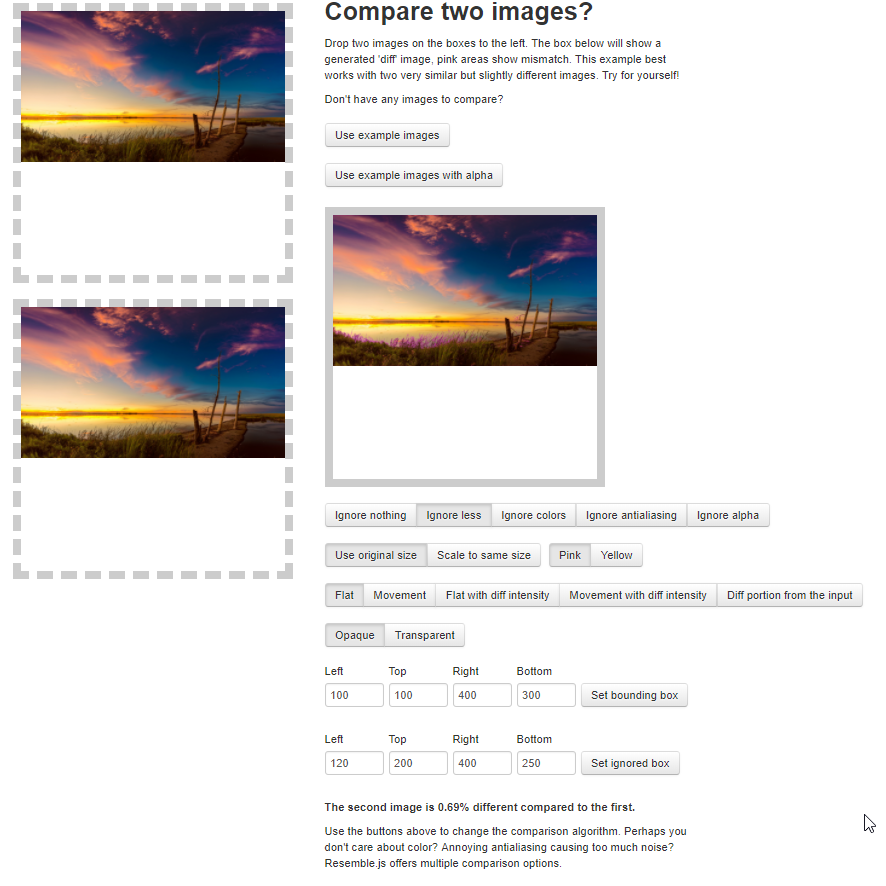 Compare two images?
Drop two images on the boxes to the left. The box below will show a
generated 'diff' image, pink areas show mismatch. This example best
works with two very similar but slightly different images. Try for yourself!
Don't have any images to compare?
Use example images
Use example images with alpha
Ignore nothing Ignore less Ignore colors Ignore antialiasing Ignore alpha
Use original size Scale to same size Pink Yellow
Flat Movement Flat with diff intensity Movement with diff intensity Diff portion from the input
Opaque Transparent
Left Top Right Bottom
100 100 400 300 Set bounding box
Left Top Right Bottom
120 200 400 250 Set ignored box
The second image is 0.69% different compared to the first.
Use the buttons above to change the comparison algorithm. Perhaps you
don't care about color? Annoying antialiasing causing too much noise?
Resemble.js offers multiple comparison options.